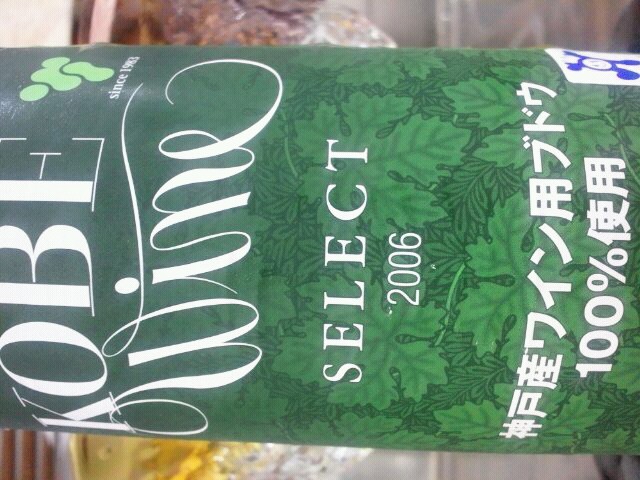 since 1983
KOBE
Wine
SELECT
2006
神戸産ワイン用ブドウ
100%使用